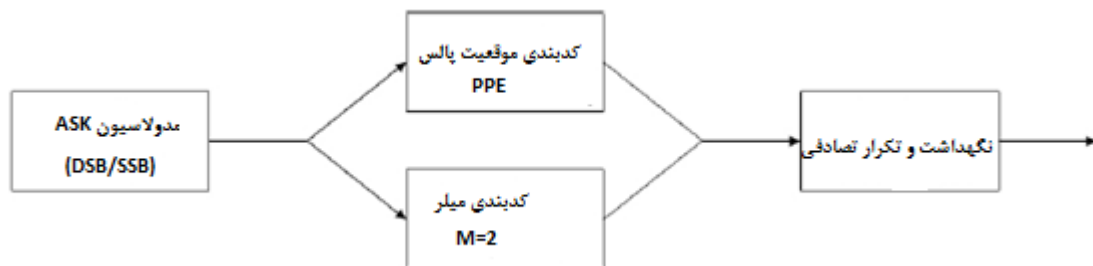 مدولاسیون ASK
(DSB/SSB)
کدبندی موقعیت پالس
PPE
کدبندی میلر
M=2
نگهداشت و تکرار تصادفی